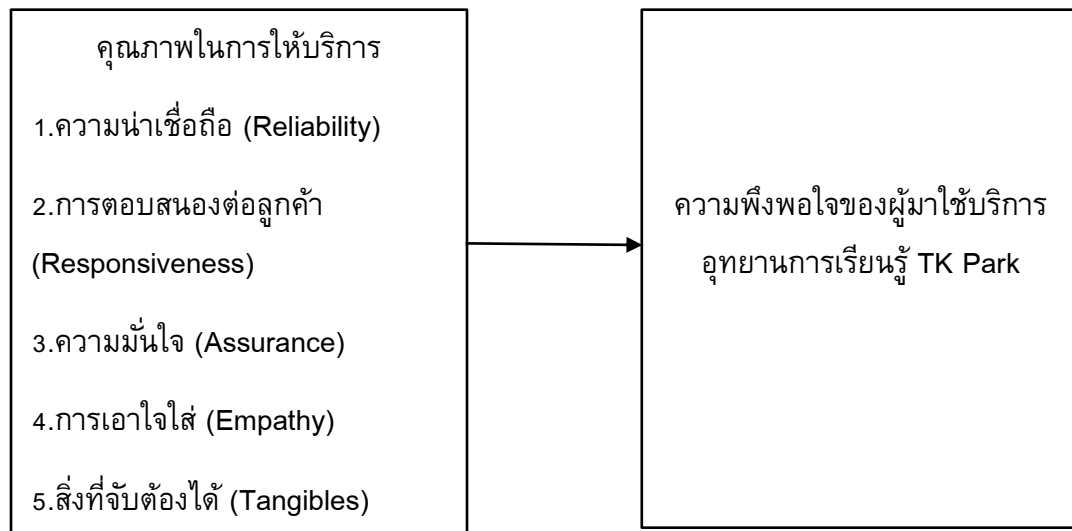 คุณภาพในการให้บริการ
1.ความน่าเชื่อถือ (Reliability)
2.การตอบสนองต่อลูกค้า
(Responsiveness)
3.ความมั่นใจ (Assurance)
4.การเอาใจใส่ (Empathy)
5.สิ่งที่จับต้องได้ (Tangibles)
ความพึงพอใจของผู้มาใช้บริการ
อุทยานการเรียนรู้ TK Park